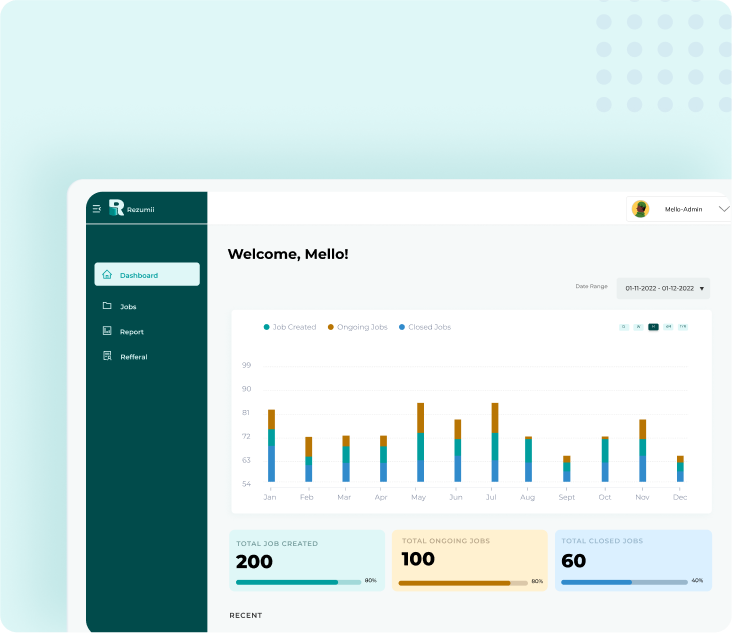 Rezumii
Mello-Admin
Welcome, Mello!
Dashboard
Jobs
Report
Refferal
Date Range
01-11-2022 - 01-12-2022
Job Created
Ongoing Jobs
Closed Jobs
D
W
M
6M
99
90
81
72
63
54
Jan
Feb
Mar
Apr
May
Jun
Jul
Aug
Sept
Oct
Nov
Dec
TOTAL JOB CREATED
200
80%
TOTAL ONGOING JOBS
100
80%
TOTAL CLOSED JOBS
60
40%
RECENT